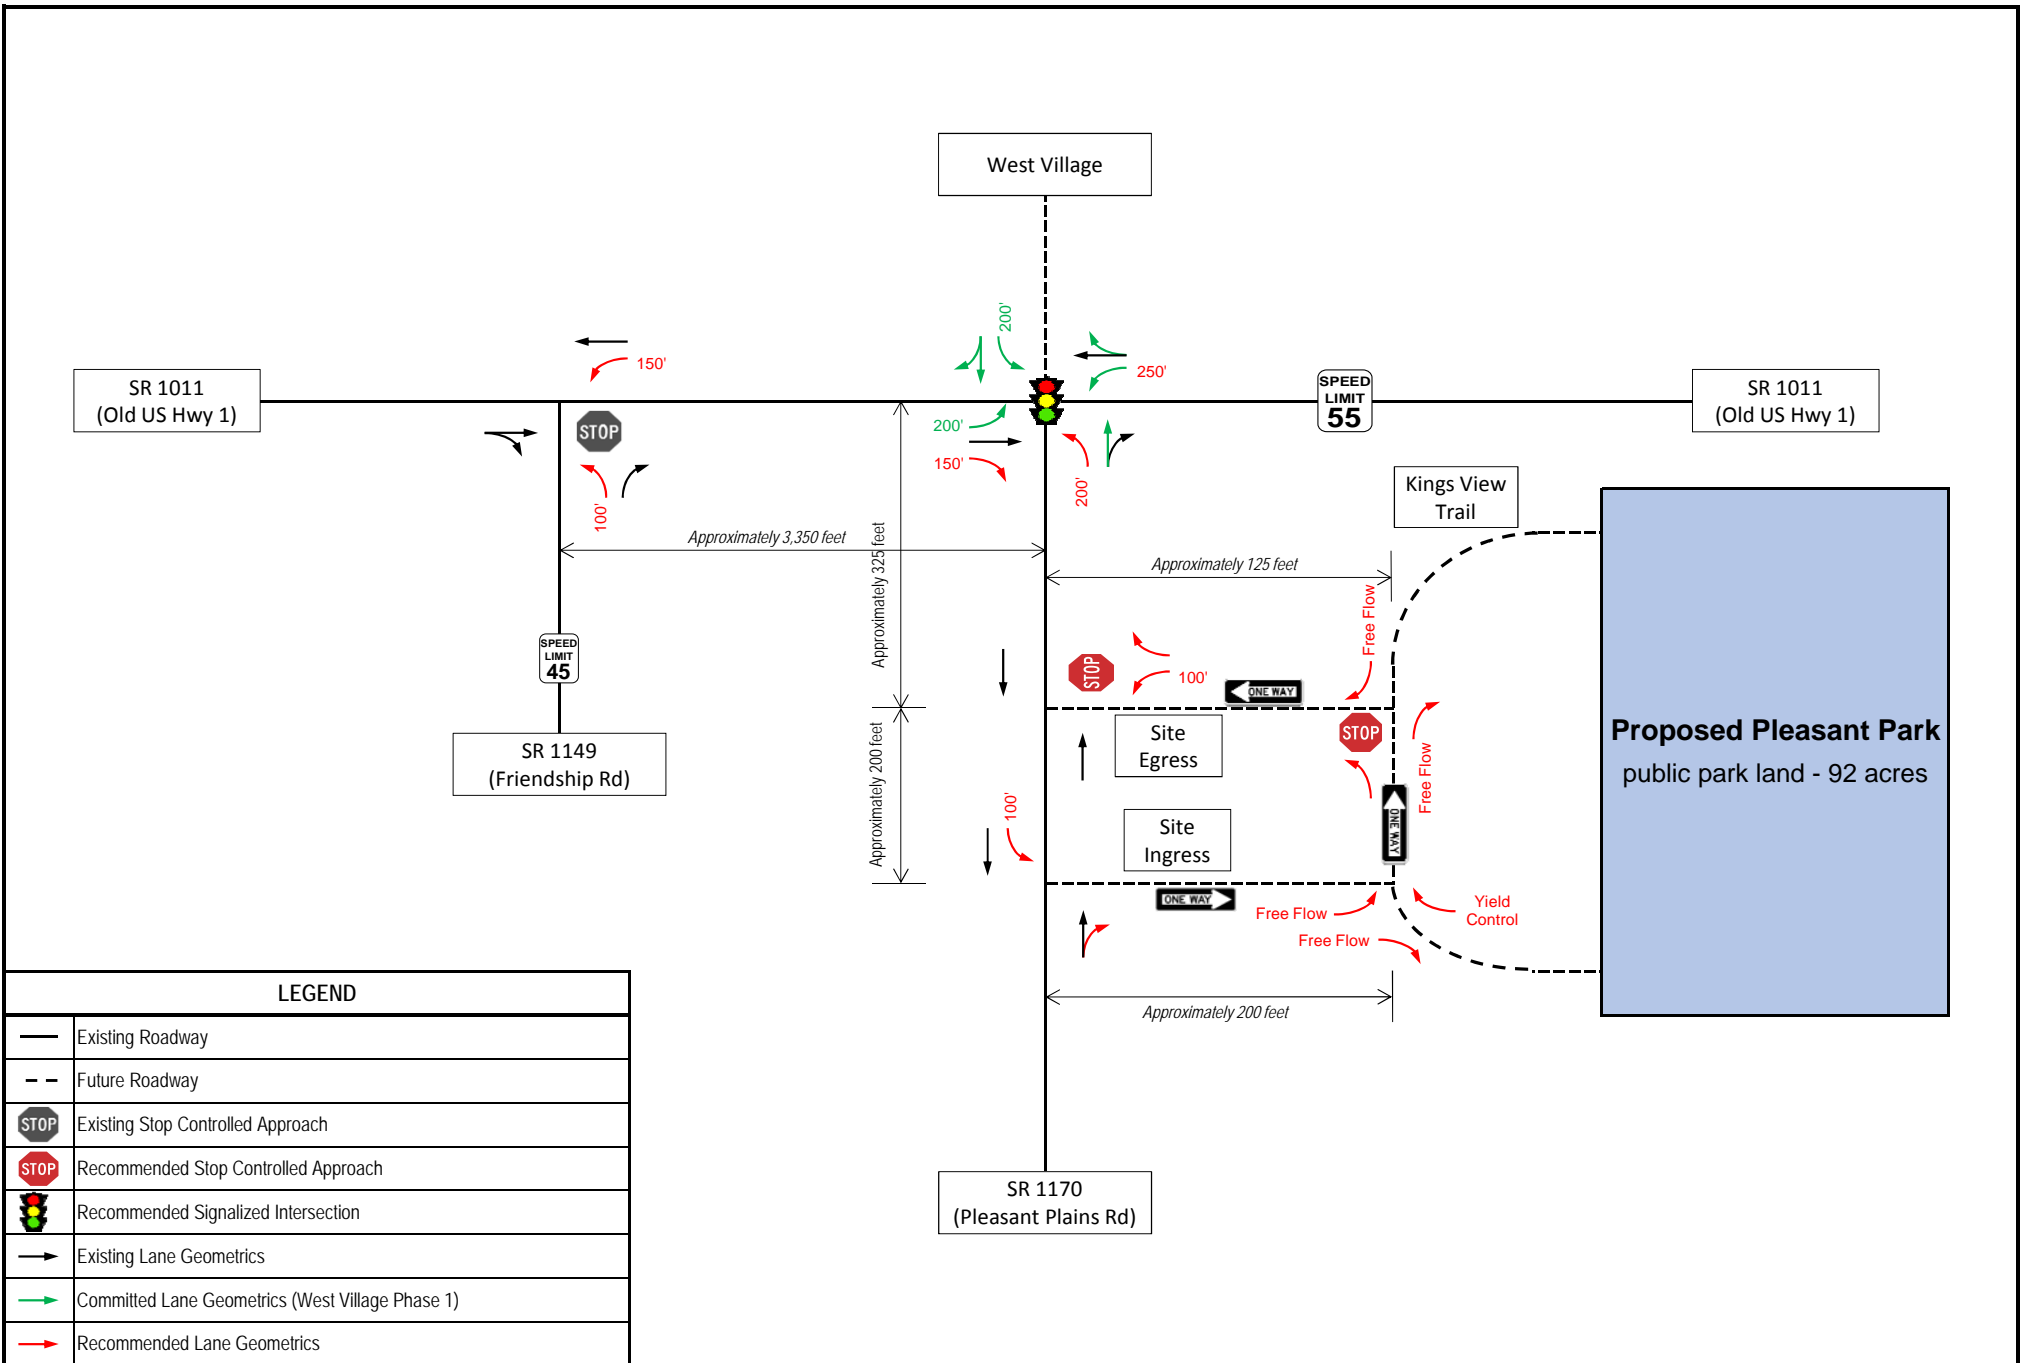 West Village
200'
150'
250'
SR 1011
(Old US Hwy 1)
SPEED
LIMIT
55
SR 1011
(Old US Hwy 1)
STOP
200'
150'
200'
100'
Kings View
Trail
Approximately 3,350 feet
Approximately 325 feet
Approximately 125 feet
Free Flow
SPEED
LIMIT
45
STOP
100'
ONE WAY
SR 1149
(Friendship Rd)
Site
Egress
STOP
Free Flow
Proposed Pleasant Park
public park land - 92 acres
Approximately 200 feet
100'
Site
Ingress
ONE WAY
ONE WAY
Free Flow
Yield
Control
Free Flow
Approximately 200 feet
SR 1170
(Pleasant Plains Rd)
LEGEND
Existing Roadway
Future Roadway
STOP
Existing Stop Controlled Approach
STOP
Recommended Stop Controlled Approach
Recommended Signalized Intersection
Existing Lane Geometrics
Committed Lane Geometrics (West Village Phase 1)
Recommended Lane Geometrics